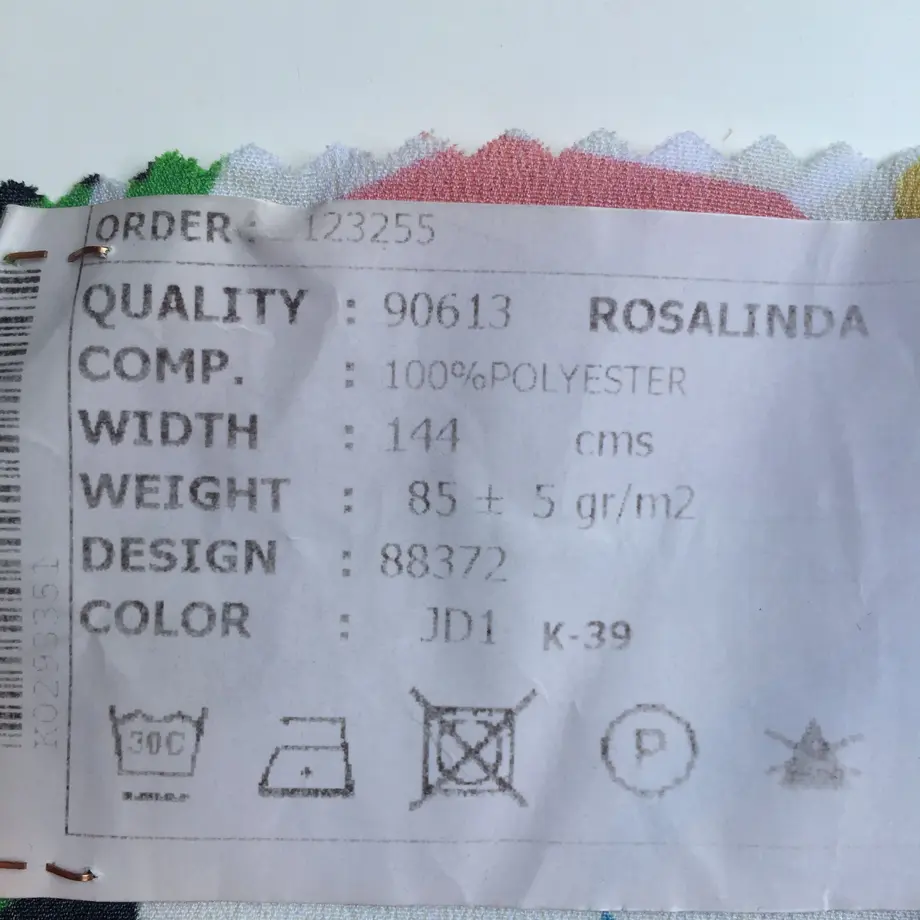 ORDER : 123255
QUALITY : 90613 ROSALINDA
COMP. : 100%POLYESTER
WIDTH : 144 cms
WEIGHT : 85 ± 5 gr/m2
DESIGN : 88372
COLOR : JD1 K-39
30C P
K0298351